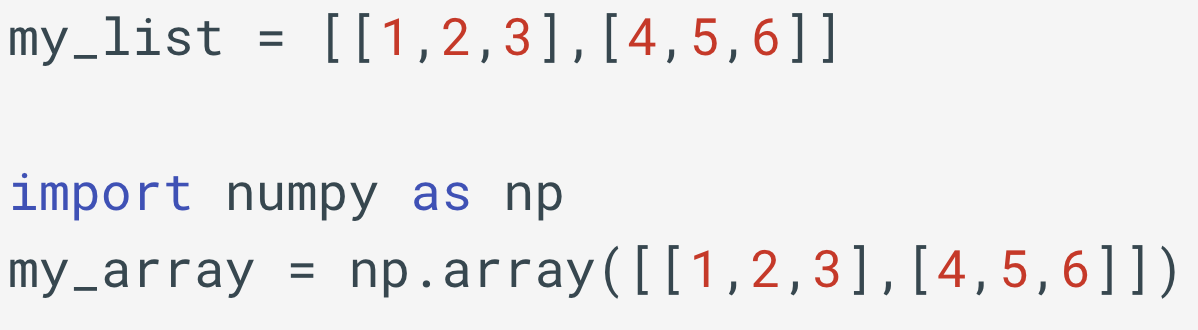 my_list = [[1,2,3],[4,5,6]]
import numpy as np
my_array = np.array([[1,2,3],[4,5,6]])